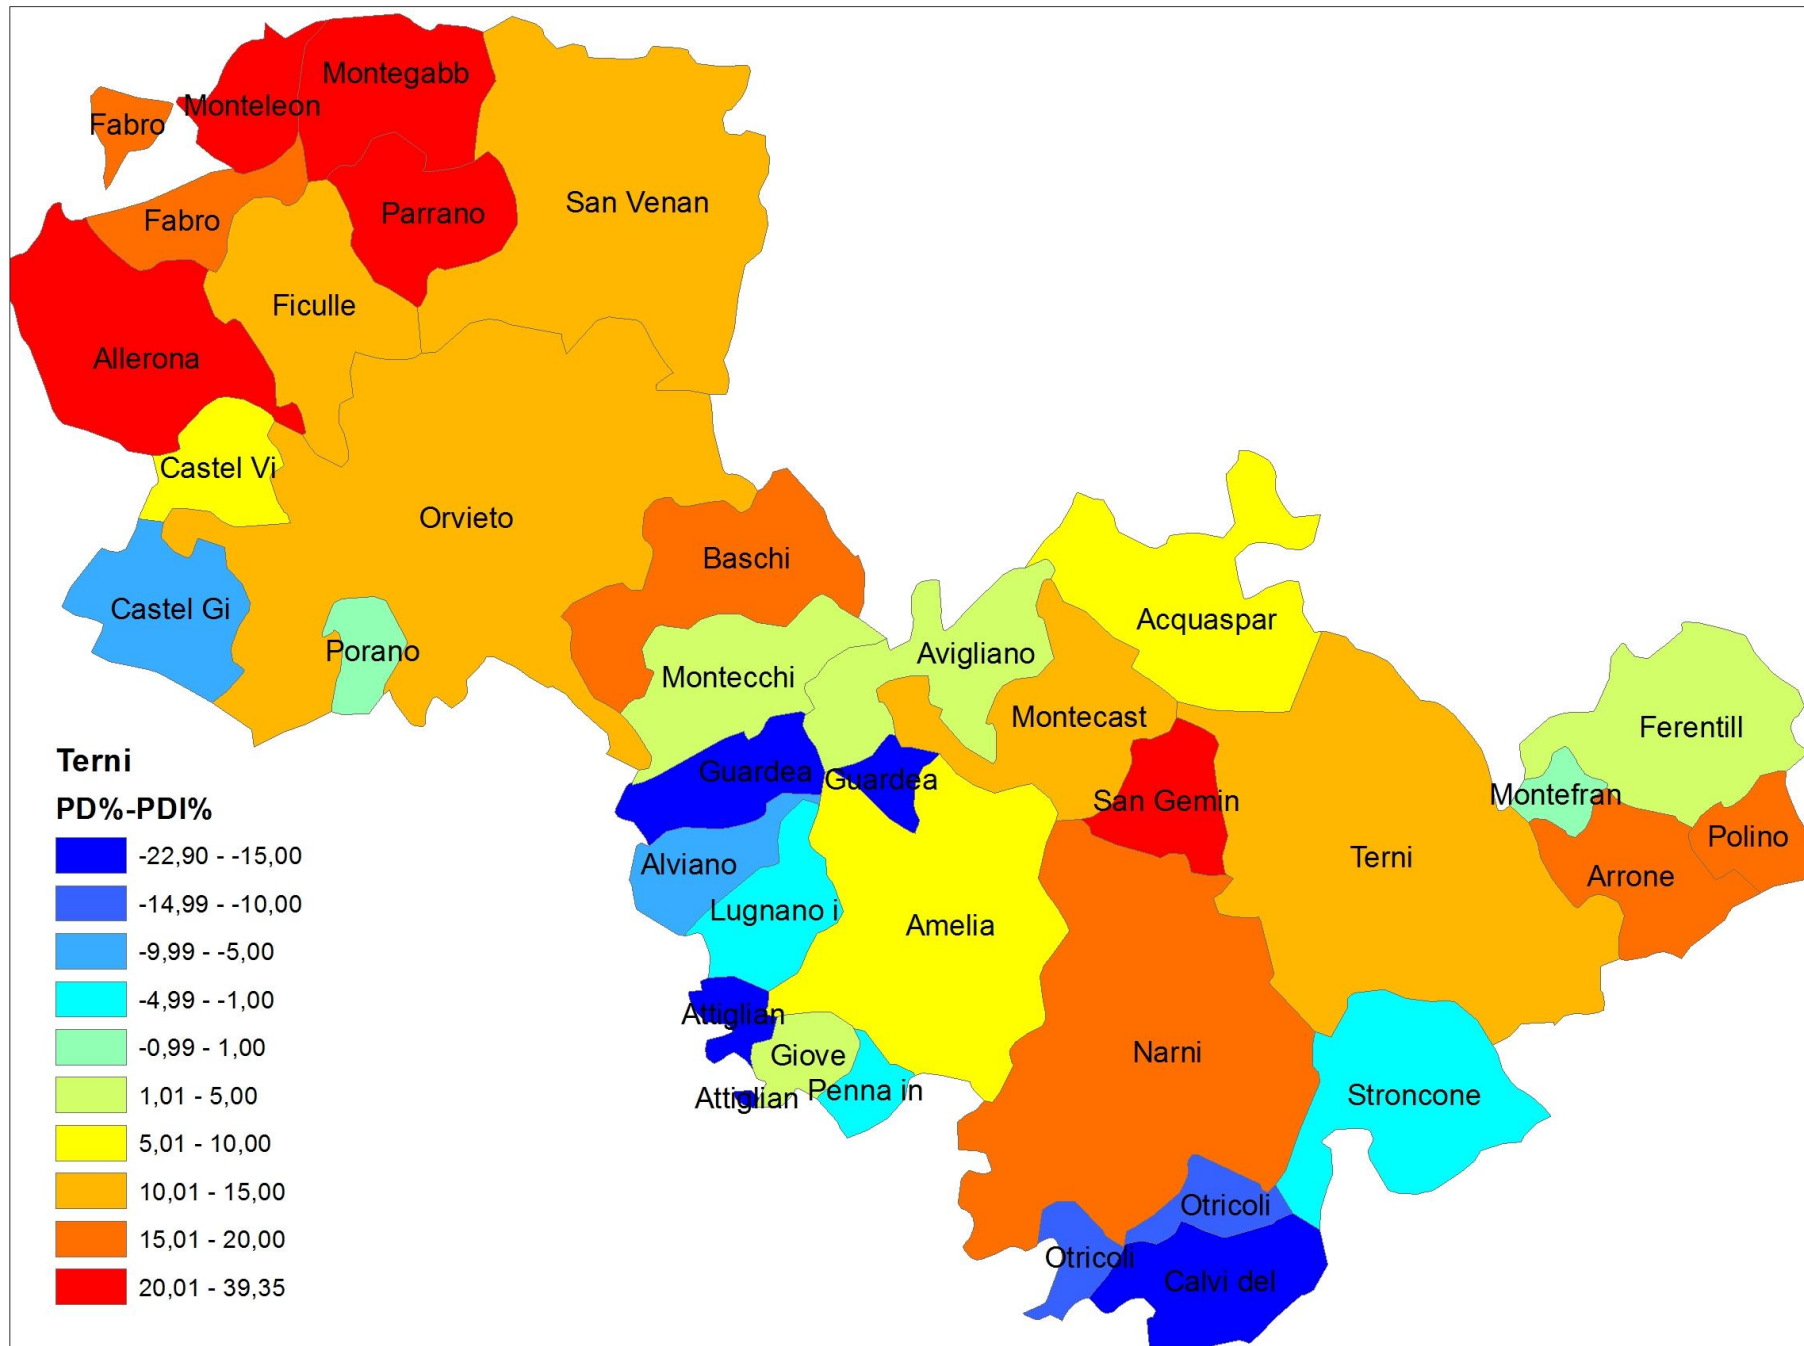 Montegabb
Monteleon
Fabro
San Venan
Parrano
Fabro
Ficulle
Allerona
Castel Vi
Orvieto
Baschi
Castel Gi
Porano
Acquaspar
Avigliano
Montecchi
Montecast
Ferentill
Guardea
Guardea
San Gemin
Montefran
Polino
Terni
Arrone
Alviano
Lugnano i
Amelia
Attiglian
Giove
Narni
Penna in
Attiglian
Stroncone
Otricoli
Otricoli
Calvi del
Terni
PD%-PDI%
-22,90 - -15,00
-14,99 - -10,00
-9,99 - -5,00
-4,99 - -1,00
-0,99 - 1,00
1,01 - 5,00
5,01 - 10,00
10,01 - 15,00
15,01 - 20,00
20,01 - 39,35